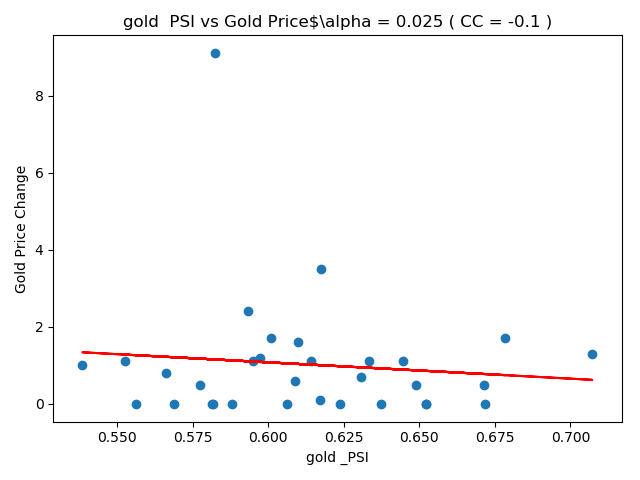 gold  PSI vs Gold Price$\alpha = 0.025 ( CC = -0.1 )
Gold Price Change
8
6
4
2
0
0.550 0.575 0.600 0.625 0.650 0.675 0.700
gold _PSI